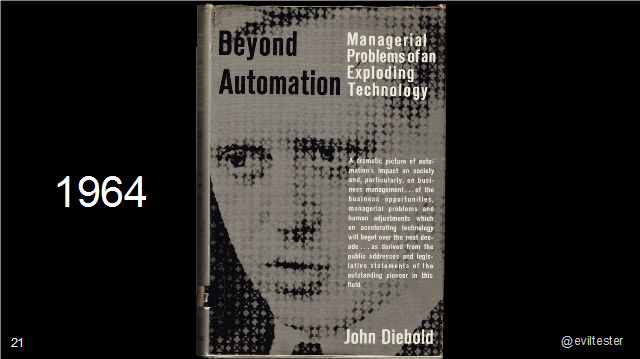 Beyond
Automation
Managerial
Problems of an
Exploding
Technology
A dramatic picture of auto-
mation's impact on society
and, particularly, on busi-
ness management...of the
business opportunities,
managerial problems and
human adjustments which
an accelerating technology
will beget over the next dec-
ade...as derived from the
public addresses and legis-
lative statements of the
outstanding pioneer in this
field.
1964
John Diebold
21
@eviltester